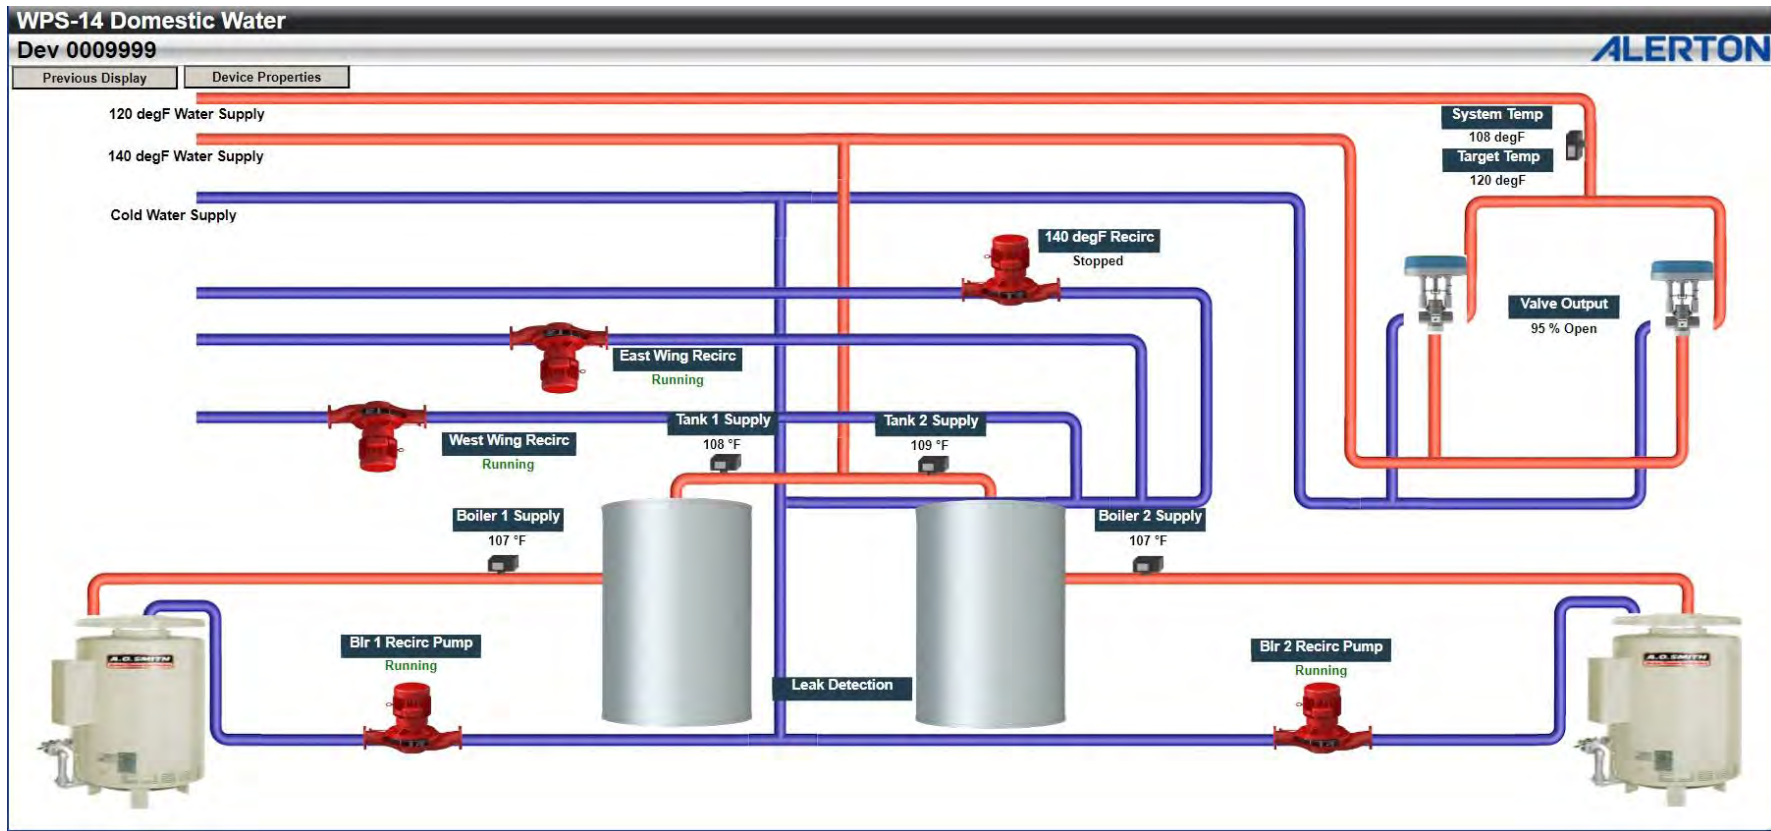 WPS-14 Domestic Water
Dev 0009999
ALERTON
Previous Display
Device Properties
120 degF Water Supply
System Temp
108 degF
140 degF Water Supply
Target Temp
120 degF
Cold Water Supply
140 degF Recirc
Stopped
Valve Output
95 % Open
East Wing Recirc
Running
Tank 1 Supply
108 °F
Tank 2 Supply
109 °F
West Wing Recirc
Running
Boiler 1 Supply
107 °F
Boiler 2 Supply
107 °F
Blr 1 Recirc Pump
Running
Blr 2 Recirc Pump
Running
A.O.SMITH
A.O.SMITH
Leak Detection